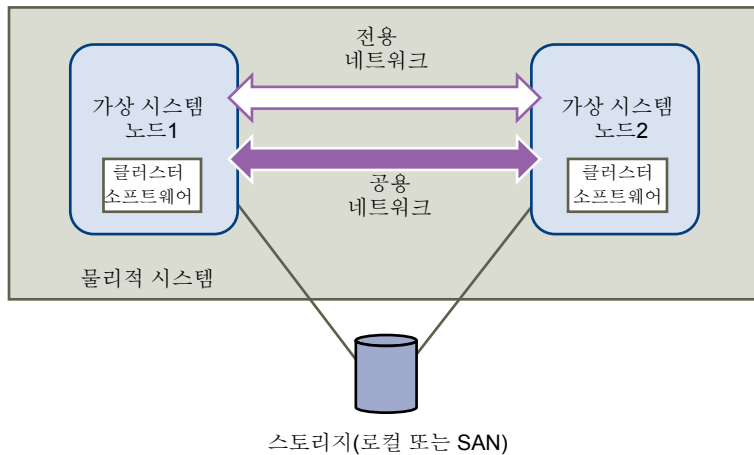 전용
네트워크
가상 시스템
노드1
가상 시스템
노드2
클러스터
소프트웨어
클러스터
소프트웨어
공용
네트워크
물리적 시스템
스토리지(로컬 또는 SAN)